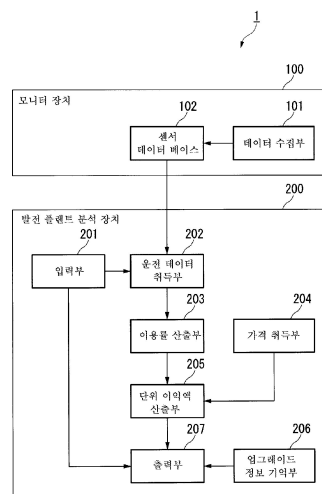 1
100
모니터 장치
102
101
센서
데이터 베이스
데이터 수집부
200
발전 플랜트 분석 장치
201
202
입력부
운전 데이터
취득부
203
204
이용률 산출부
가격 취득부
205
단위 이익액
산출부
207
206
출력부
업그레이드
정보 기억부